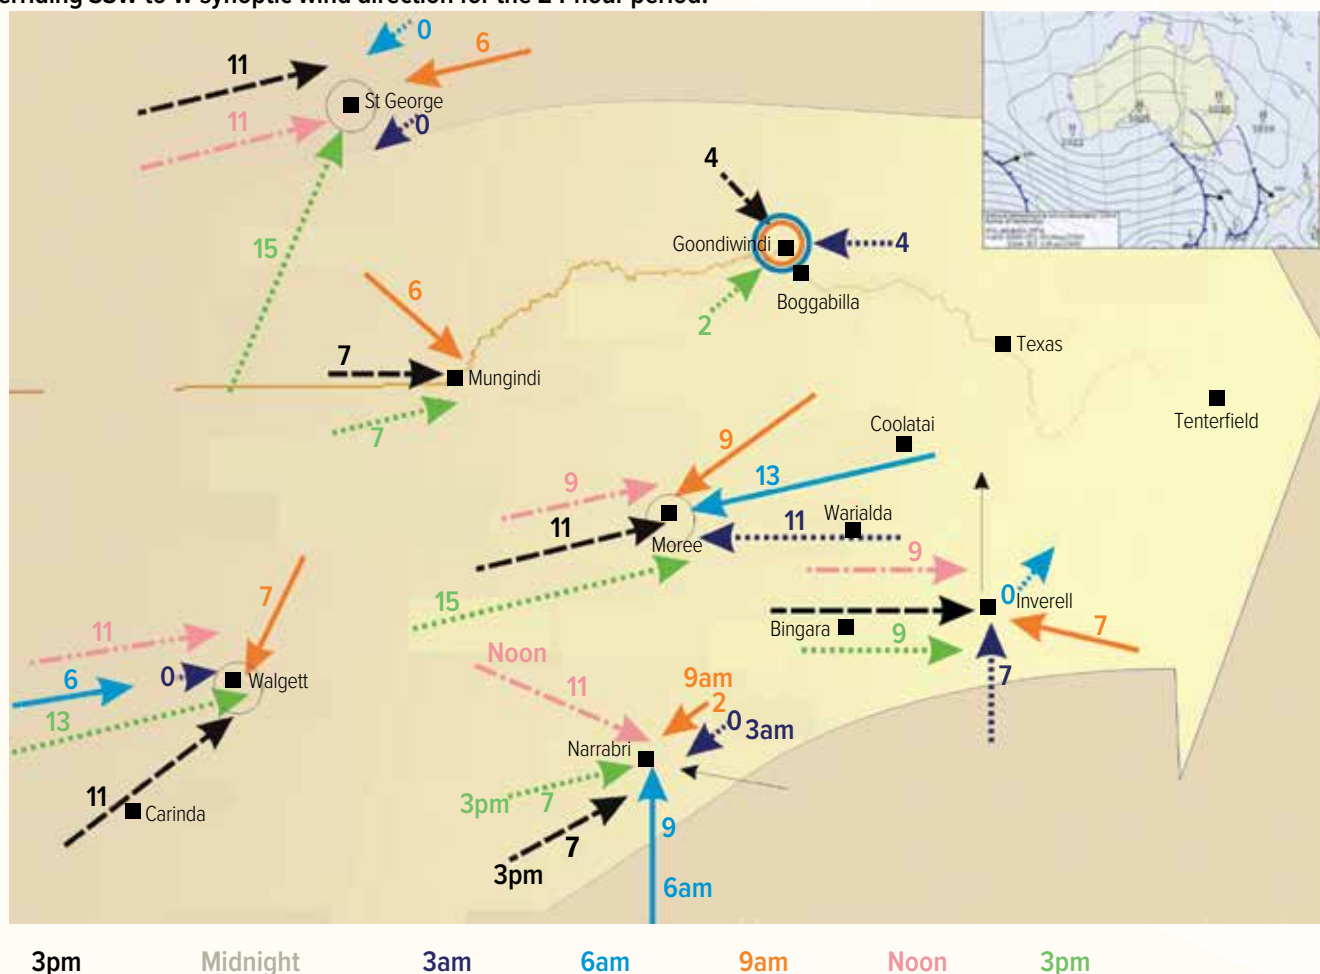 erriding SSW to W synoptic wind direction for the 24 hour period.
0
6
11
St George
11
0
4
15
Goondiwindi
4
Boggabilla
6
2
7
Texas
Mungindi
7
Coolatai
Tenterfield
9
13
9
11
Warialda
11
Moree
9
7
15
0
Inverell
11
Bingara
9
7
Noon
6
0
Walgett
9am
7
11
2
13
0
3am
Narrabri
11
Carinda
3pm
7
9
7
3pm
6am
3pm
Midnight
3am
6am
9am
Noon
3pm